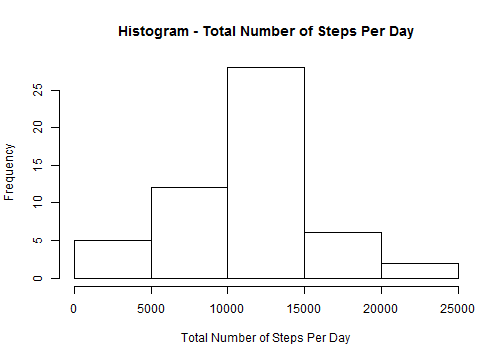 Histogram - Total Number of Steps Per Day
Frequency
25
20
15
10
5
0
0 5000 10000 15000 20000 25000
Total Number of Steps Per Day